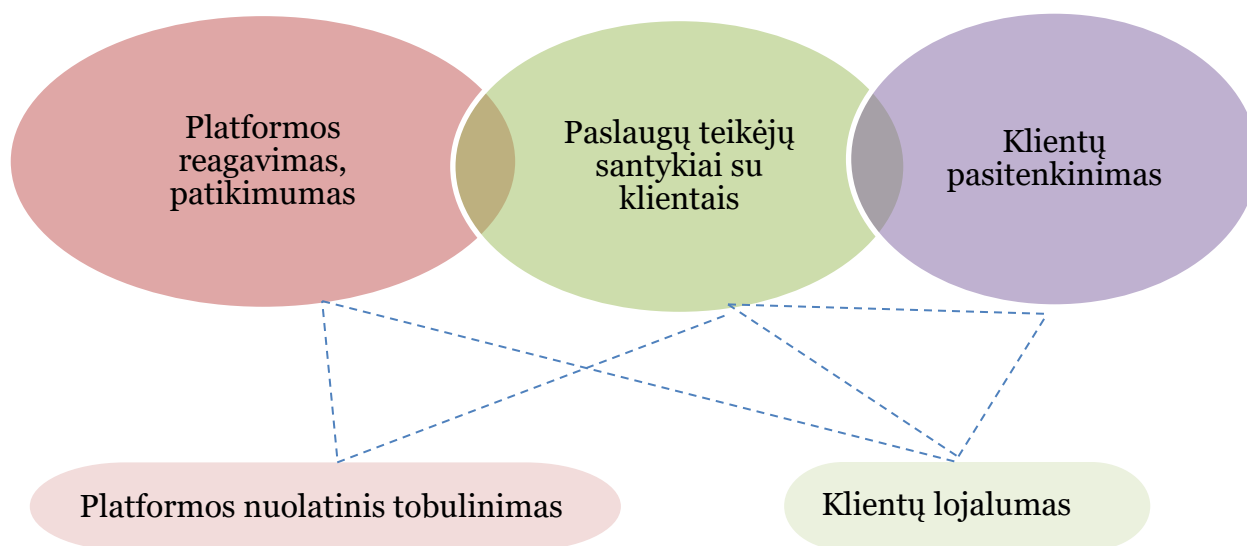 Platformos
reagavimas,
patikimumas
Paslaugų teikėjų
santykiai su
klientais
Klientų
pasitenkinimas
Platformos nuolatinis tobulinimas
Klientų lojalumas